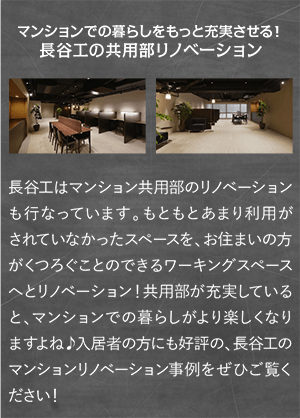 マンションでの暮らしをもっと充実させる！
長谷工の共用部リノベーション
長谷工はマンション共用部のリノベーション
も行なっています。もともとあまり利用が
されていなかったスペースを、お住まいの方
がくつろぐことのできるワーキングスペース
へとリノベーション！共用部が充実している
と、マンションでの暮らしがより楽しくなり
ますよね♪入居者の方にも好評の、長谷工の
マンションリノベーション事例をぜひご覧く
ださい！